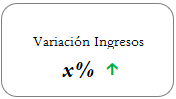 Variación Ingresos
x% ↑